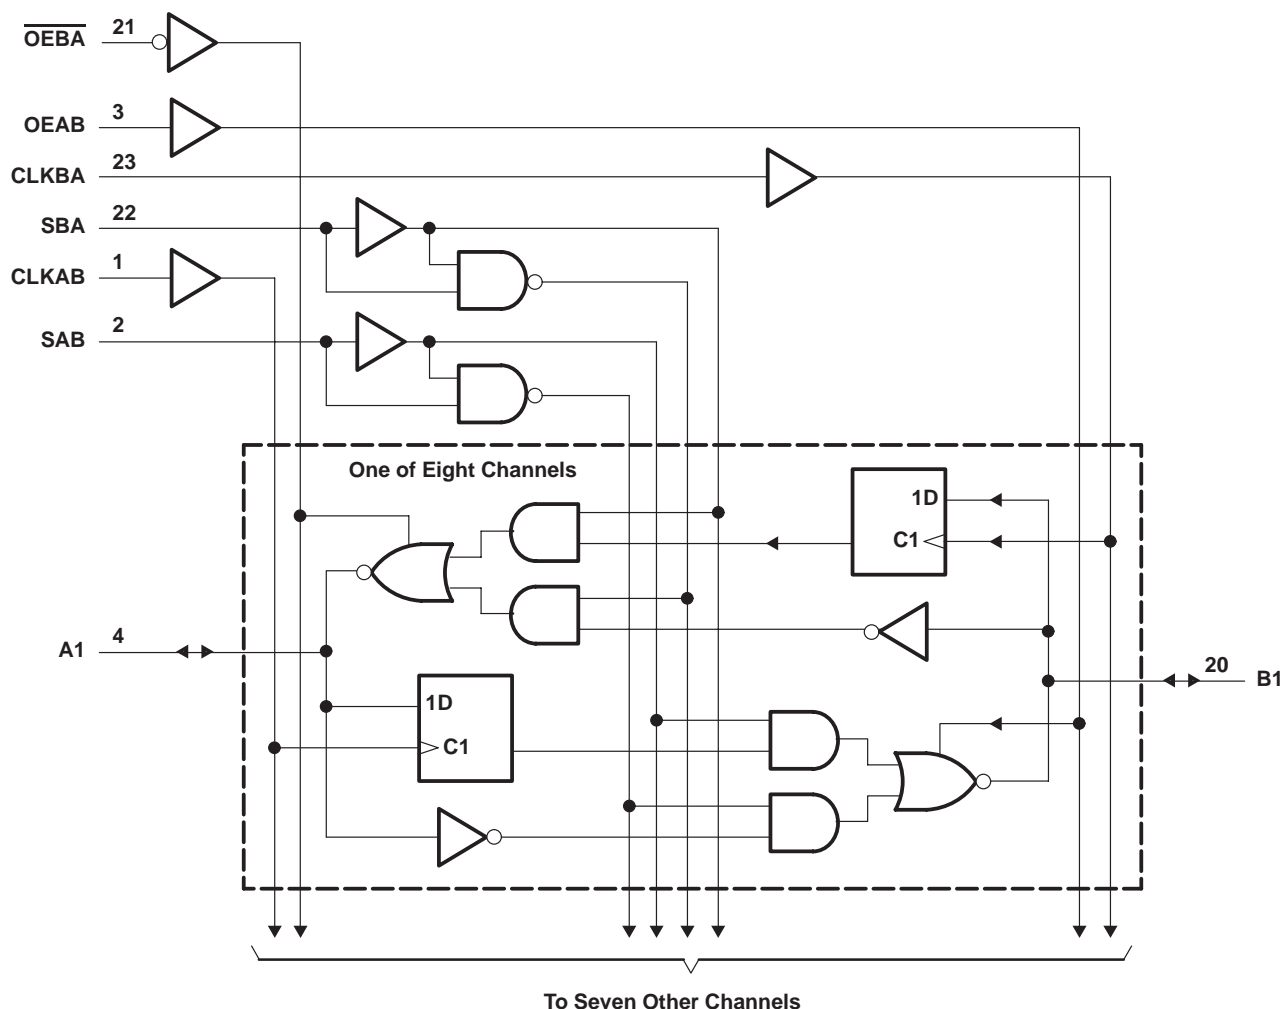 OEBA 21
OEAB 3
CLKBA 23
SBA 22
CLKAB 1
SAB 2
One of Eight Channels
1D
C1
A1 4
20 B1
1D
C1
To Seven Other Channels